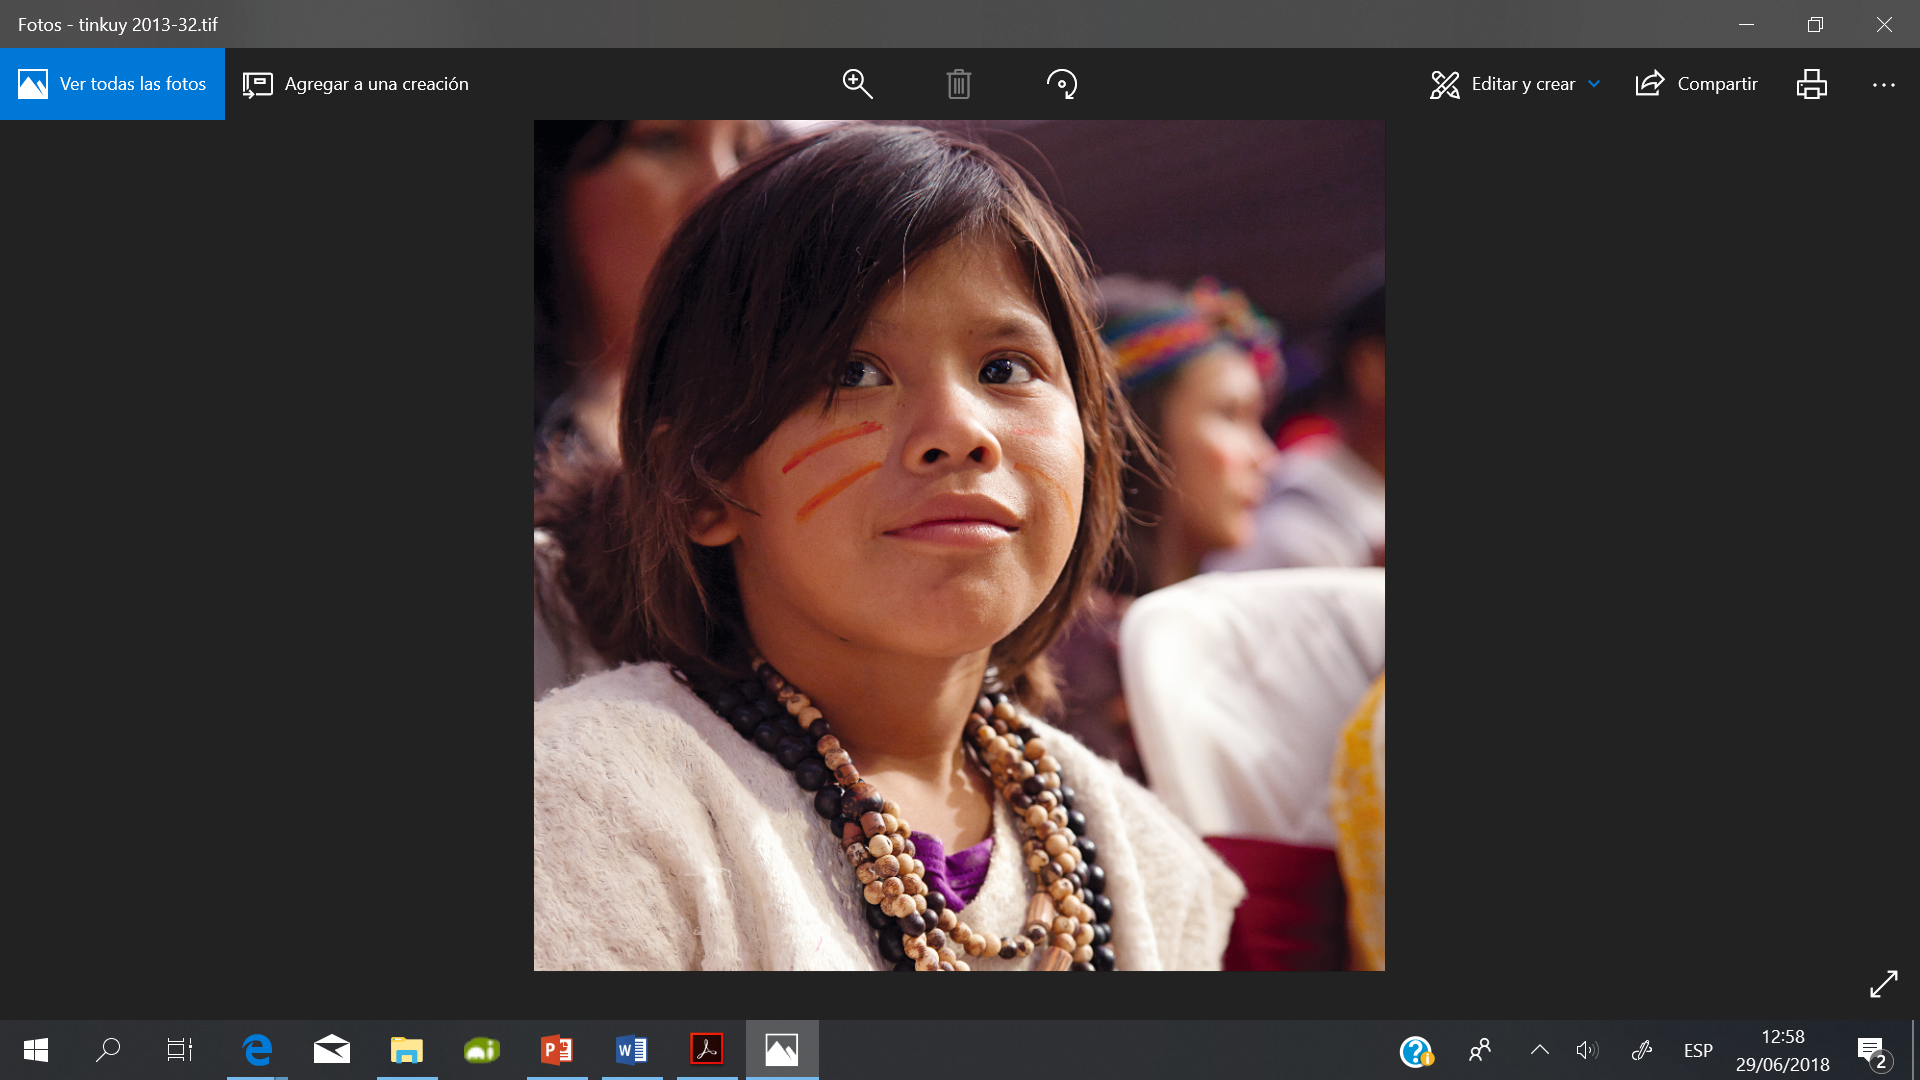 Fotos - tinkuy 2013-32.tif
Ver todas las fotos
Agregar a una creación
Editar y crear
Compartir
ESP
12:58
29/06/2018
2